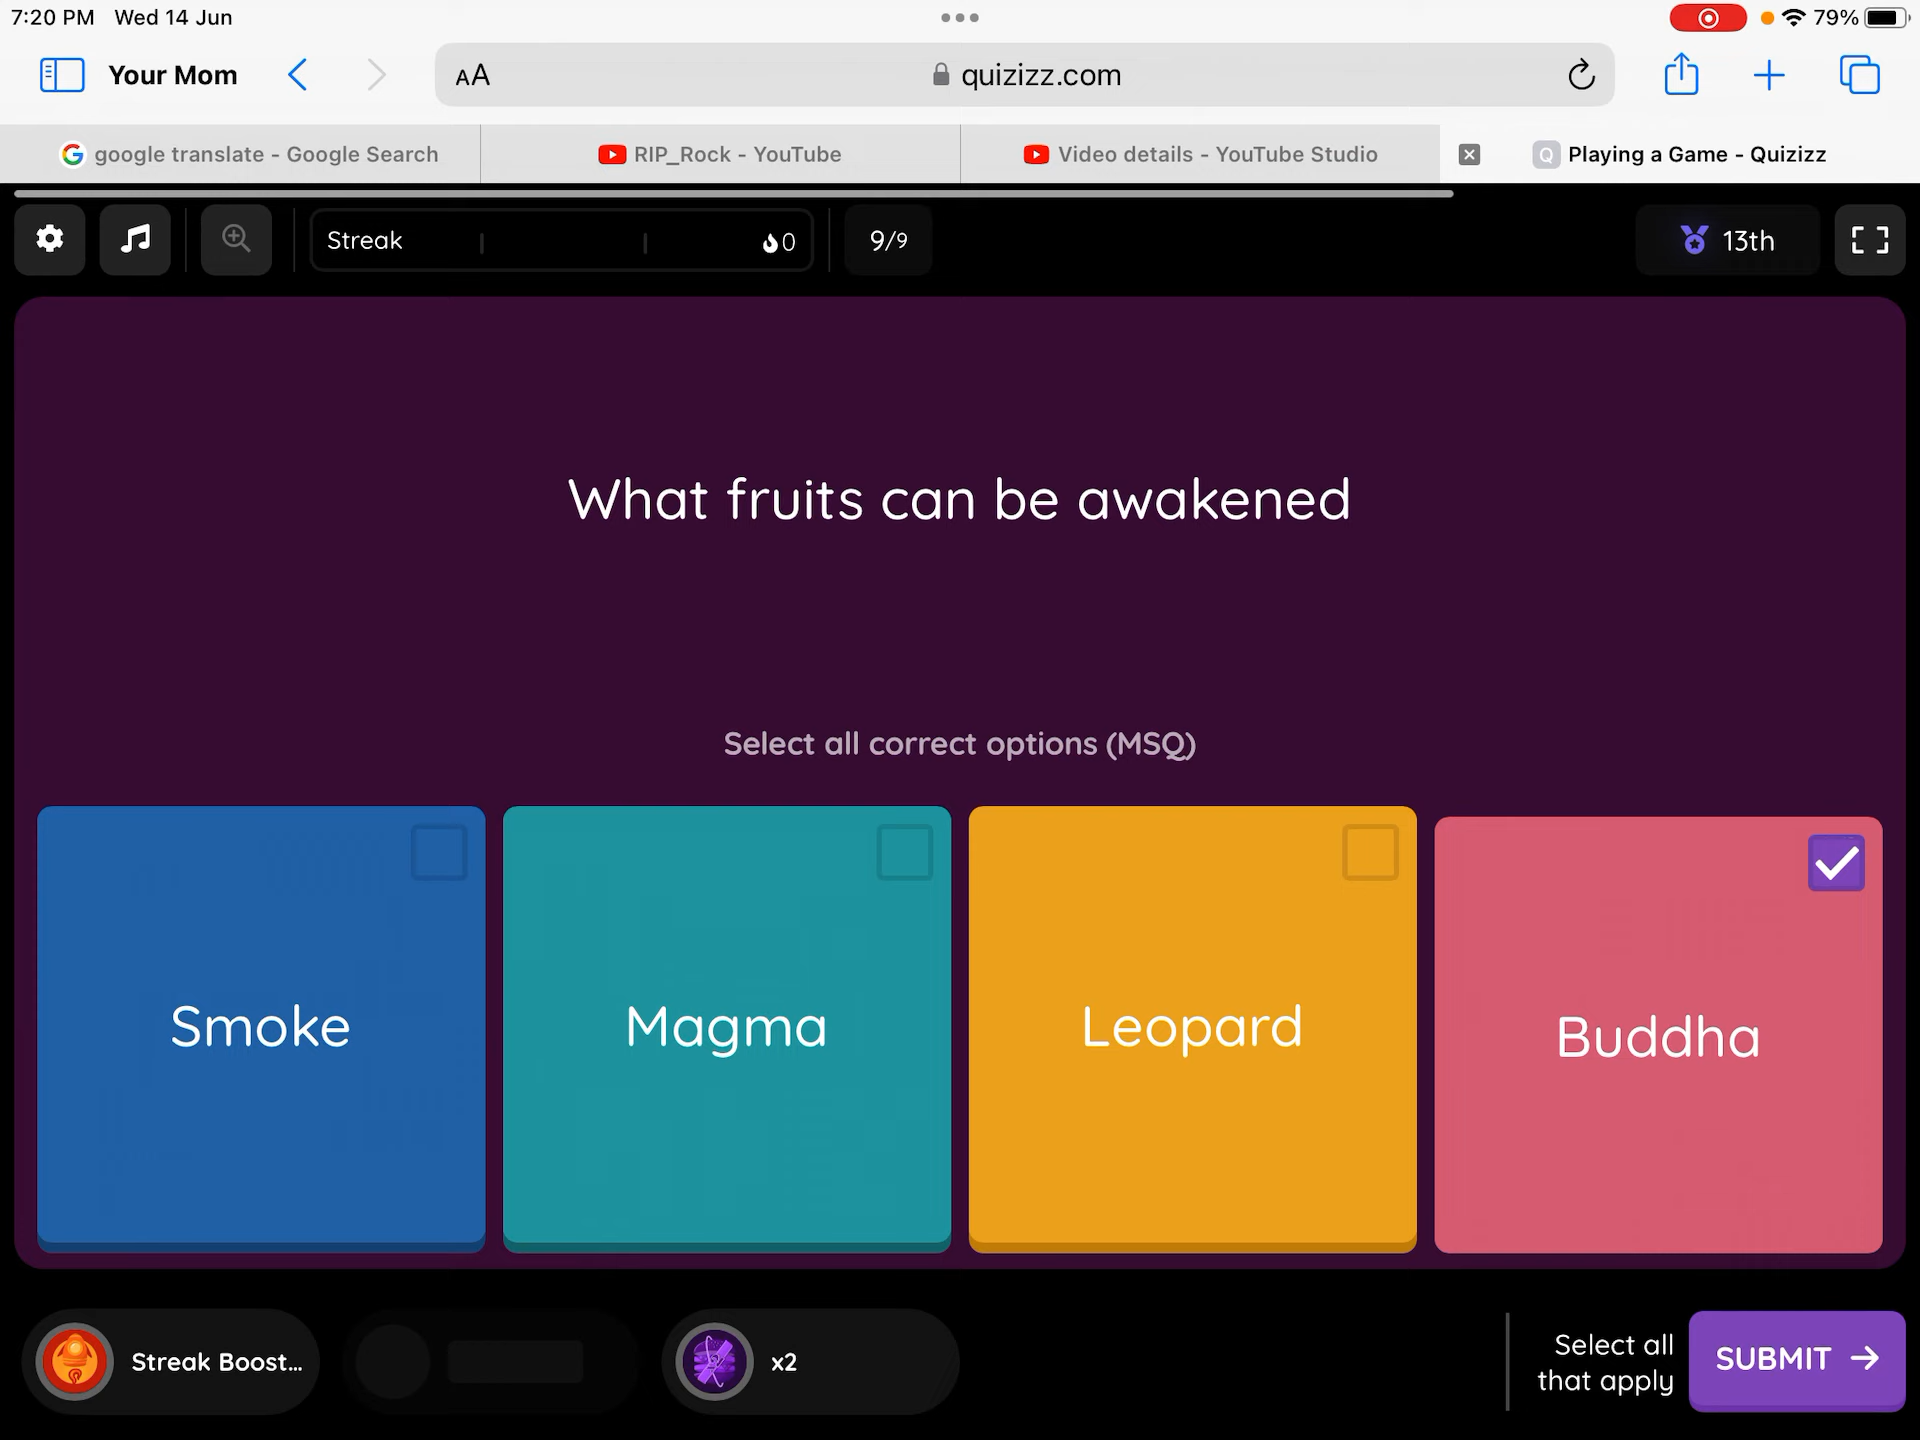 7:20 PM Wed 14 Jun
79%
Your Mom
AA
quizizz.com
google translate - Google Search
RIP_Rock - YouTube
Video details - YouTube Studio
Playing a Game - Quizizz
Streak
0
9/9
13th
What fruits can be awakened
Select all correct options (MSQ)
Smoke
Magma
Leopard
Buddha
Streak Boost...
x2
Select all
that apply
SUBMIT